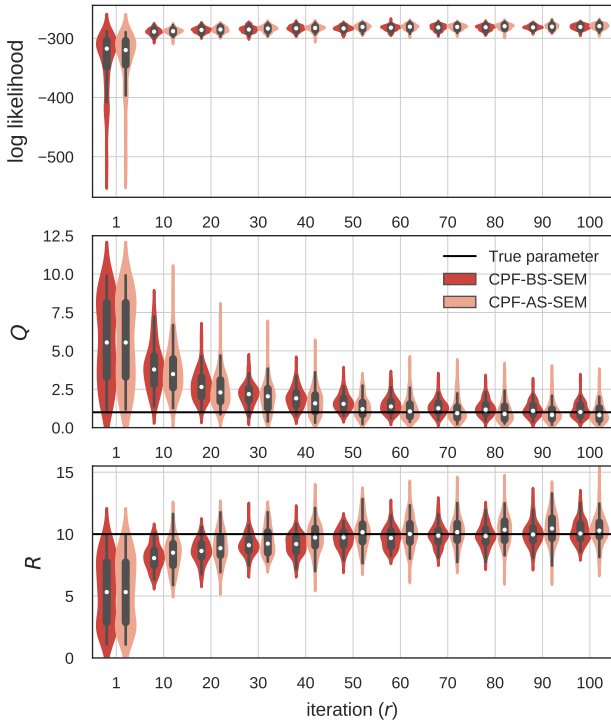 log likelihood
−300
−400
−500
1 10 20 30 40 50 60 70 80 90 100
Q
12.5
10.0
7.5
5.0
2.5
0.0
True parameter
CPF-BS-SEM
CPF-AS-SEM
1 10 20 30 40 50 60 70 80 90 100
R
15
10
5
0
1 10 20 30 40 50 60 70 80 90 100
iteration (r)